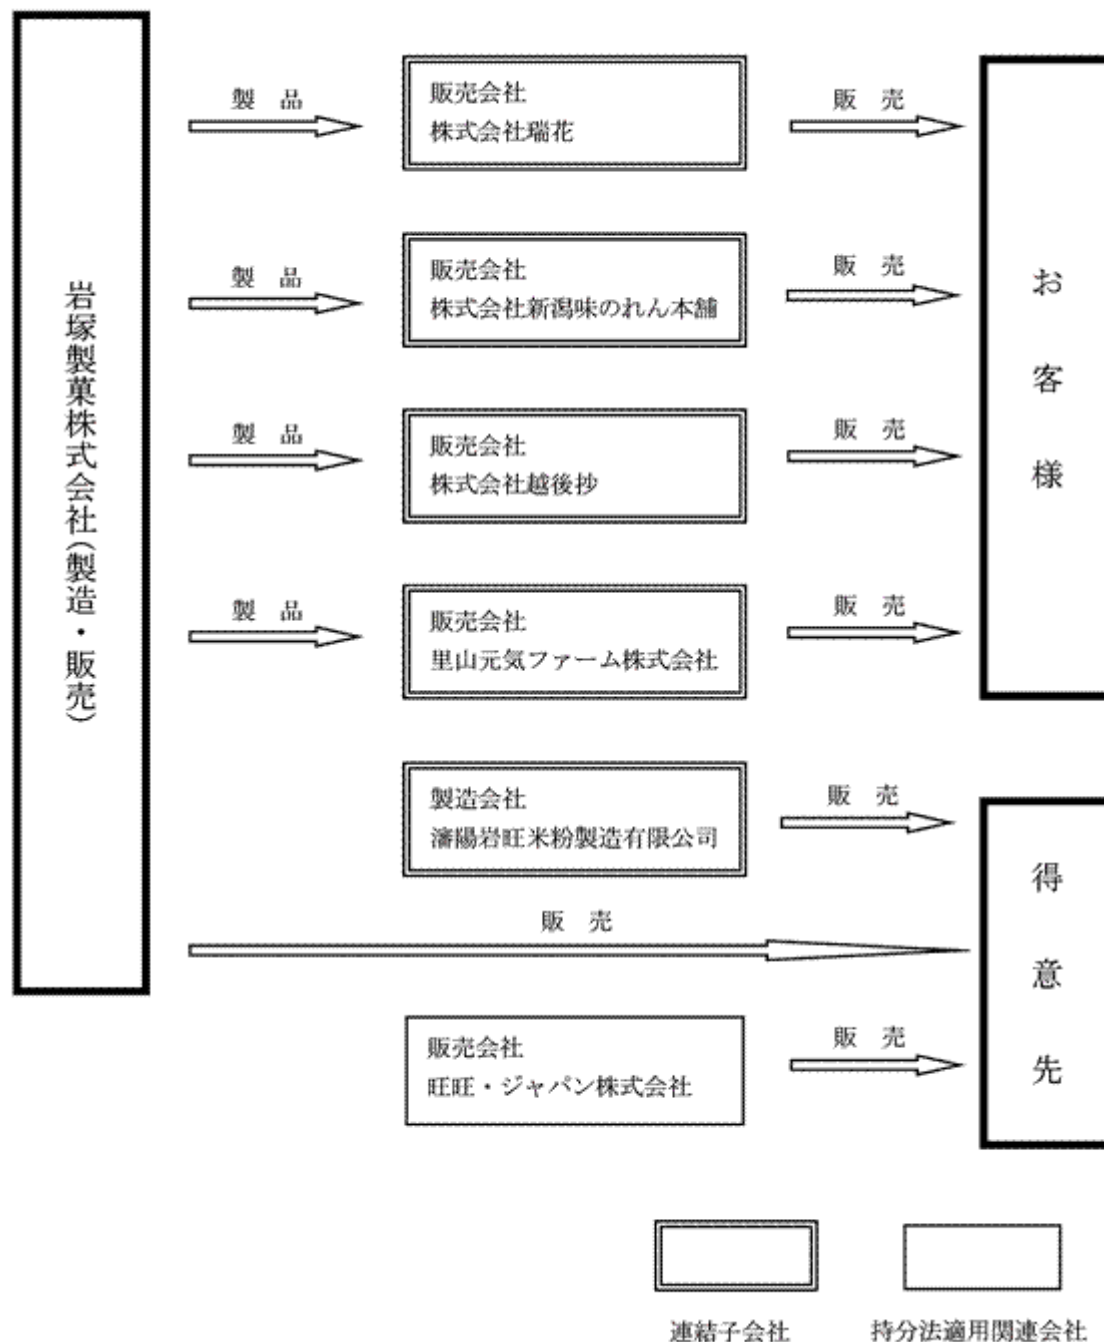 岩塚製菓株式会社(製造・販売)
製 品
販売会社
株式会社瑞花
販 売
製 品
販売会社
株式会社新潟味のれん本舗
販 売
製 品
販売会社
株式会社越後抄
販 売
製 品
販売会社
里山元気ファーム株式会社
販 売
お客様
製造会社
瀋陽岩旺米粉製造有限公司
販 売
販 売
販売会社
旺旺・ジャパン株式会社
販 売
得意先
連結子会社
持分法適用関連会社